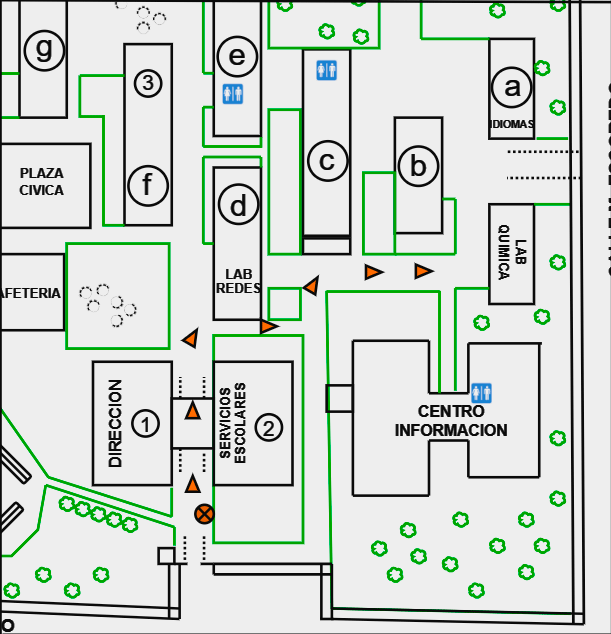 g
3
e
a
IDIOMAS
PLAZA
CIVICA
f
c
b
d
LAB
REDES
LAB
QUIMICA
AFETERIA
DIRECCION
1
SERVICIOS
ESCOLARES
2
CENTRO
INFORMACION
O